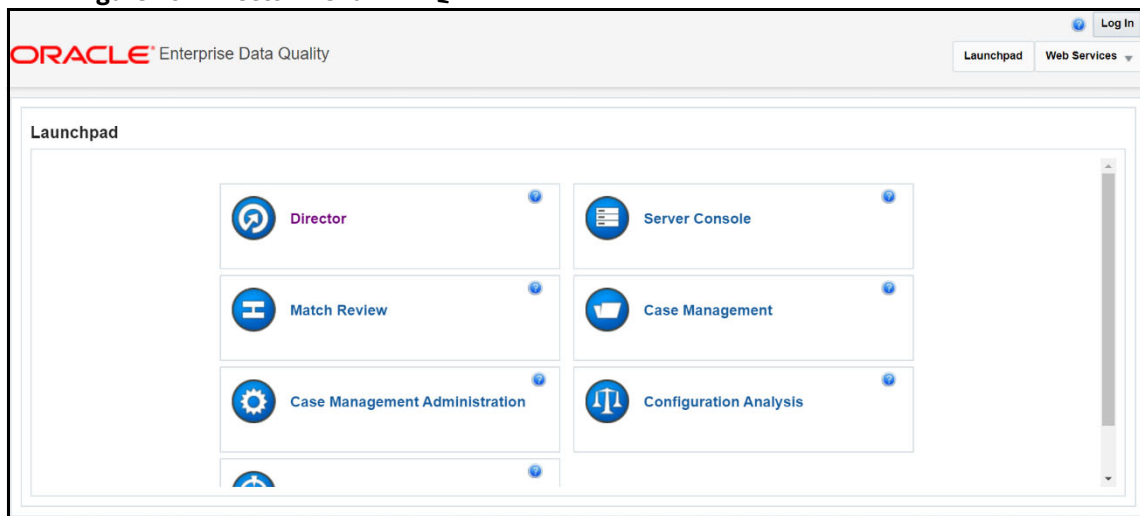 Log In
ORACLE Enterprise Data Quality
Launchpad Web Services
Launchpad
Director
Server Console
Match Review
Case Management
Case Management Administration
Configuration Analysis